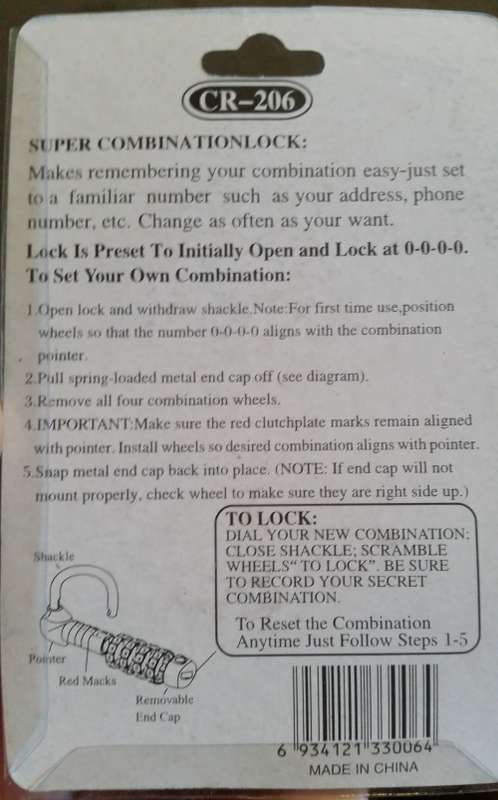 CR-206
SUPER COMBINATIONLOCK:
Makes remembering your combination easy-just set
to a familiar number such as your address, phone
number, etc. Change as often as your want.
Lock Is Preset To Initially Open and Lock at 0-0-0-0.
To Set Your Own Combination:
1.Open lock and withdraw shackle.Note:For first time use,position
wheels so that the number 0-0-0-0 aligns with the combination
pointer.
2.Pull spring-loaded metal end cap off (see diagram).
3.Remove all four combination wheels.
4.IMPORTANT:Make sure the red clutchplate marks remain aligned
with pointer. Install wheels so desired combination aligns with pointer.
5.Snap metal end cap back into place. (NOTE: If end cap will not
mount properly, check wheel to make sure they are right side up.)
TO LOCK:
DIAL YOUR NEW COMBINATION:
CLOSE SHACKLE; SCRAMBLE
WHEELS“ TO LOCK”. BE SURE
TO RECORD YOUR SECRET
COMBINATION.
To Reset the Combination
Anytime Just Follow Steps 1-5
Shackle
Pointer
Red Macks
Removable
End Cap
6 934121 330064
MADE IN CHINA